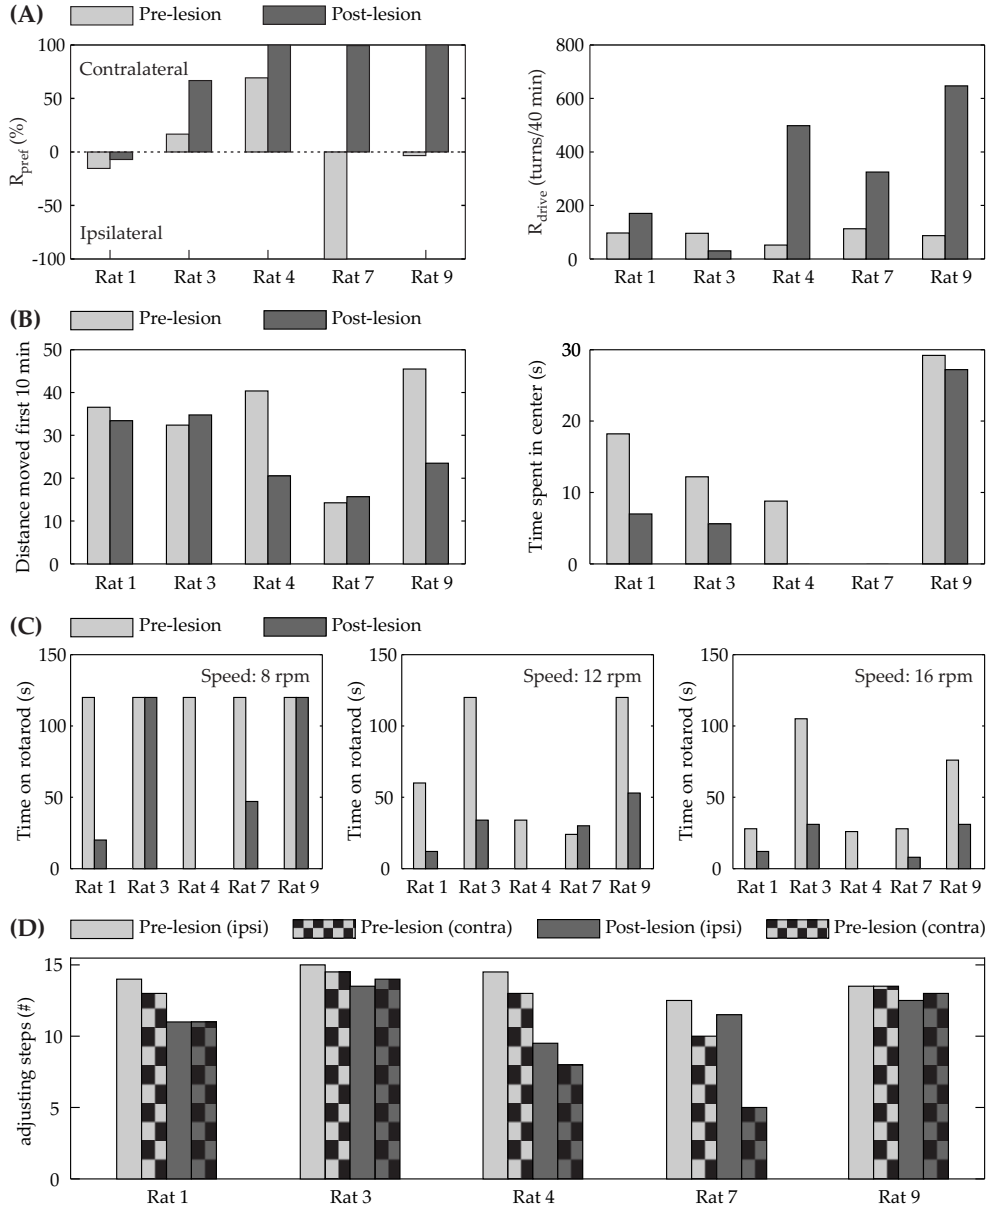 (A) Pre-lesion Post-lesion
R_pref (%)
100
50
0
-50
-100
Contralateral
Ipsilateral
Rat 1 Rat 3 Rat 4 Rat 7 Rat 9
R_drive (turns/40 min)
800
600
400
200
0
Rat 1 Rat 3 Rat 4 Rat 7 Rat 9
(B) Pre-lesion Post-lesion
Distance moved first 10 min
50
40
30
20
10
0
Rat 1 Rat 3 Rat 4 Rat 7 Rat 9
Time spent in center (s)
30
20
10
0
Rat 1 Rat 3 Rat 4 Rat 7 Rat 9
(C) Pre-lesion Post-lesion
Time on rotarod (s)
150
100
50
0
Speed: 8 rpm
Rat 1 Rat 3 Rat 4 Rat 7 Rat 9
Time on rotarod (s)
150
100
50
0
Speed: 12 rpm
Rat 1 Rat 3 Rat 4 Rat 7 Rat 9
Time on rotarod (s)
150
100
50
0
Speed: 16 rpm
Rat 1 Rat 3 Rat 4 Rat 7 Rat 9
(D) Pre-lesion (ipsi) Pre-lesion (contra) Post-lesion (ipsi) Pre-lesion (contra)
adjusting steps (#)
15
10
5
0
Rat 1 Rat 3 Rat 4 Rat 7 Rat 9